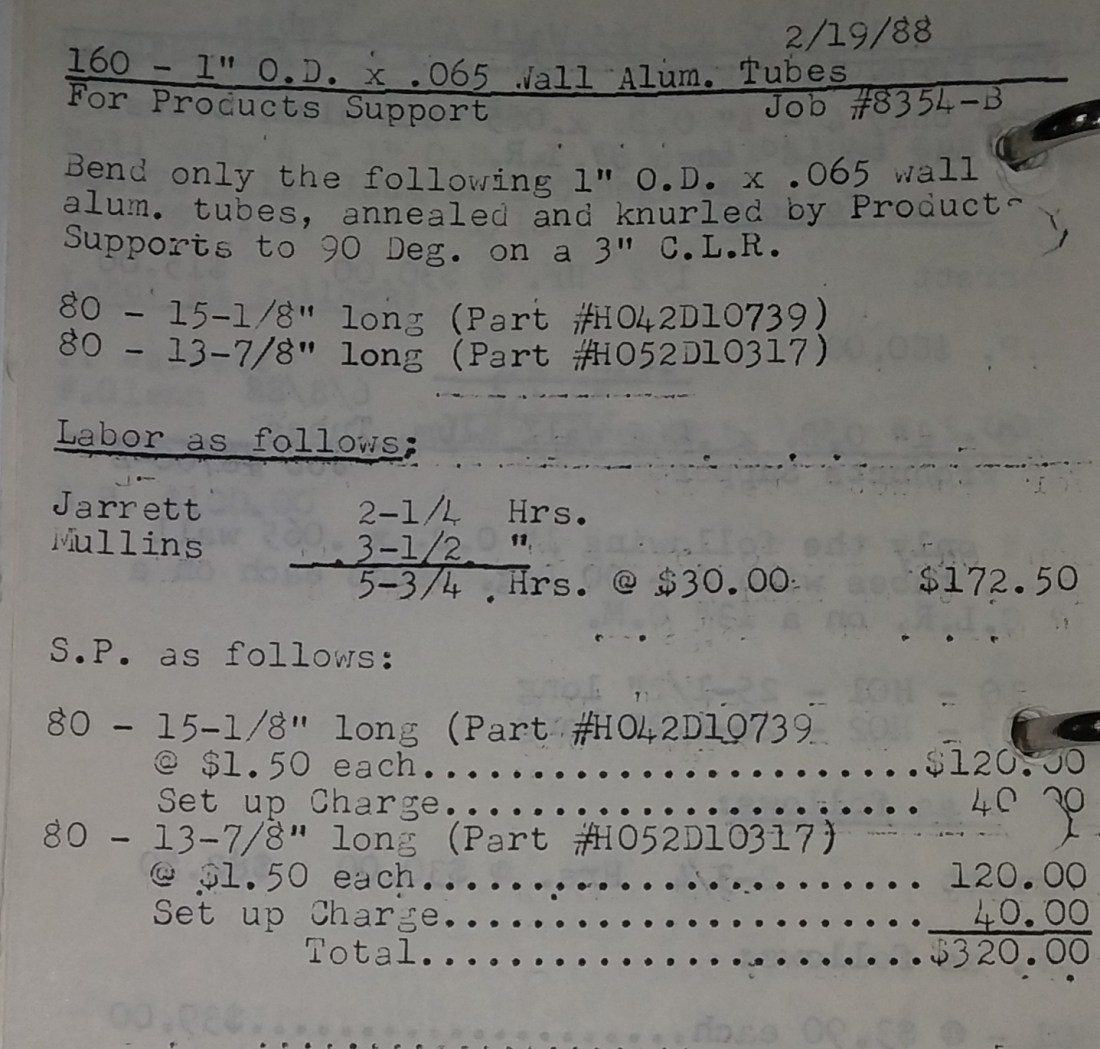 2/19/88
160 - 1" O.D. x .065 Wall Alum. Tubes
For Products Support Job #8354-B
Bend only the following 1" O.D. x .065 wall
alum. tubes, annealed and knurled by Product
Supports to 90 Deg. on a 3" C.L.R.
80 - 15-1/8" long (Part #H042D10739)
80 - 13-7/8" long (Part #H052D10317)
Labor as follows:
Jarrett 2-1/4 Hrs.
Mullins 3-1/2 "
5-3/4 Hrs. @ $30.00 $172.50
S.P. as follows:
80 - 15-1/8" long (Part #H042D10739
@ $1.50 each....................$120.00
Set up Charge.................... 40.00
80 - 13-7/8" long (Part #H052D10317)
@ $1.50 each.................... 120.00
Set up Charge.................... 40.00
Total.....................$320.00